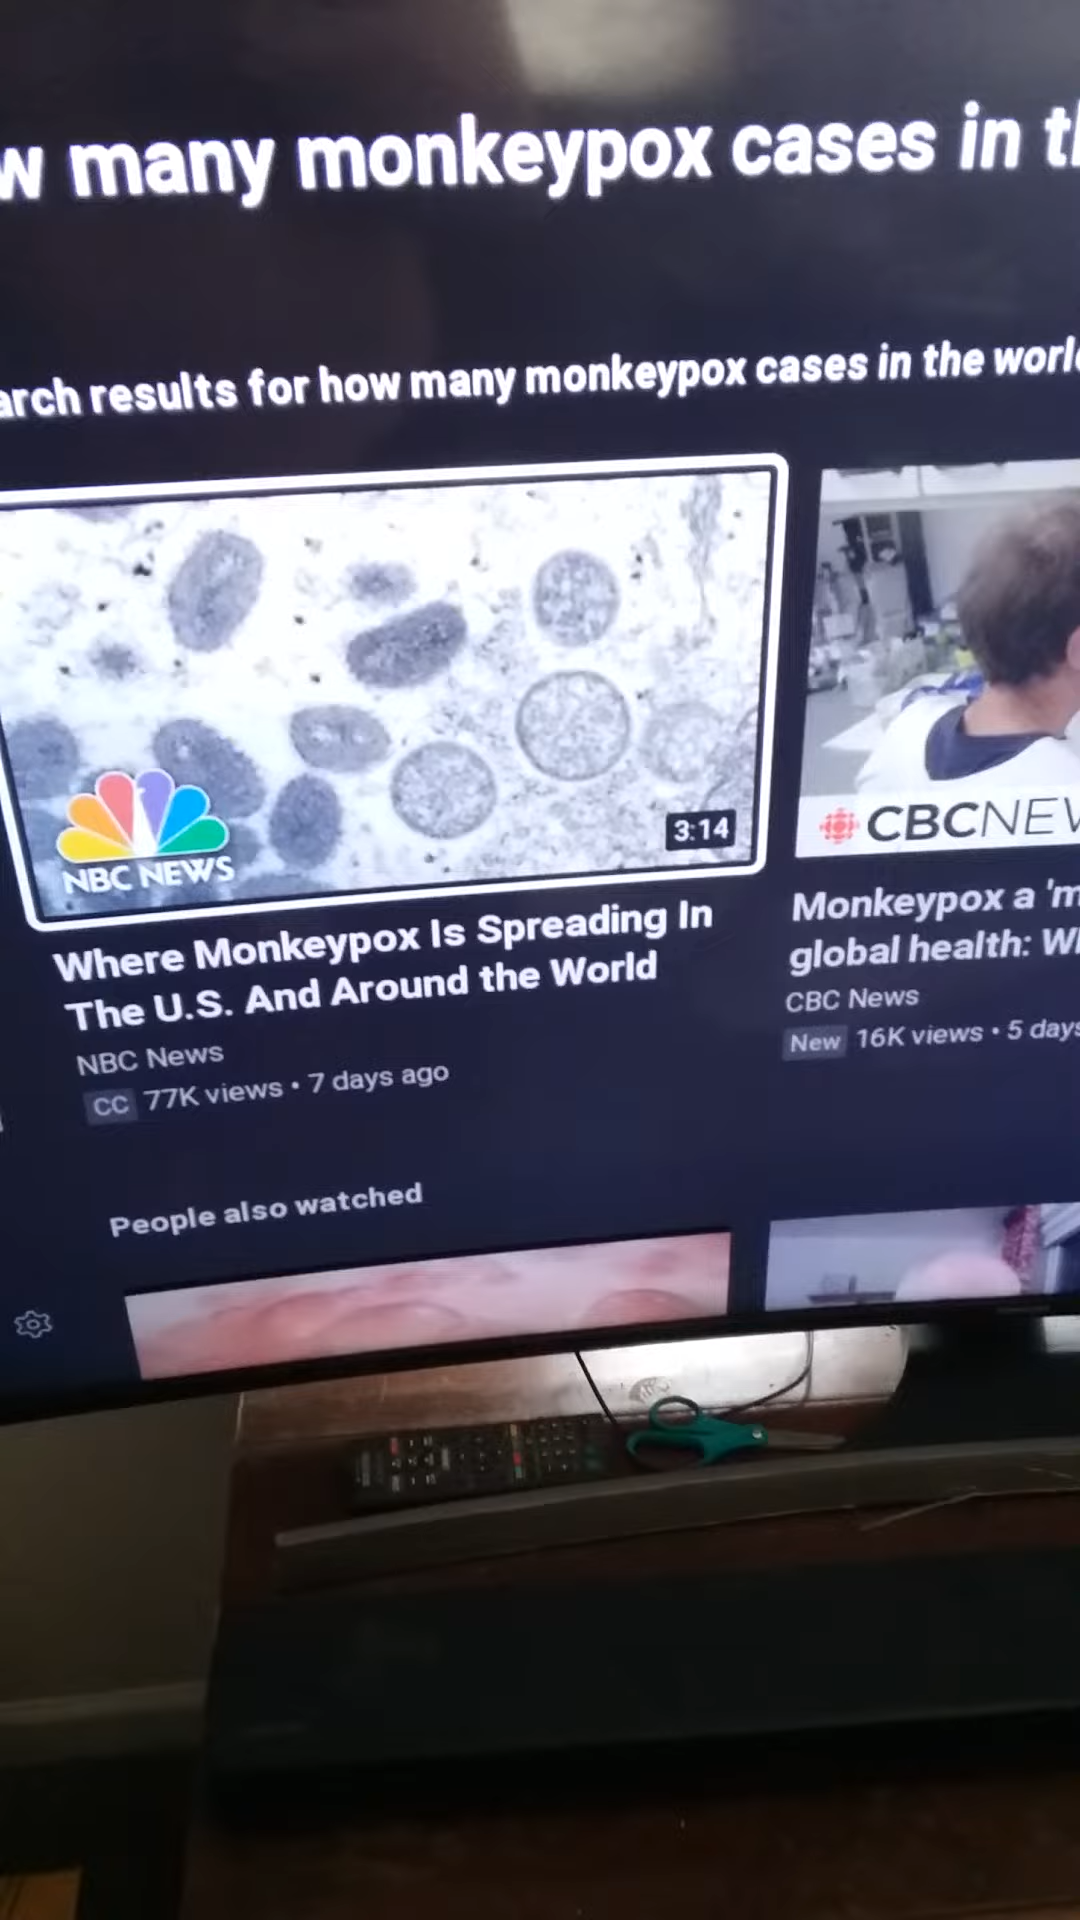 many monkeypox cases in
results for how many monkeypox cases in the
NBC NEWS
3:14
Where Monkeypox Is Spreading In
The U.S. And Around the World
NBC News
CC 77K views • 7 days ago
CBC
Monkeypox a
global health:
CBC News
New 16K views • 5 days
People also watched